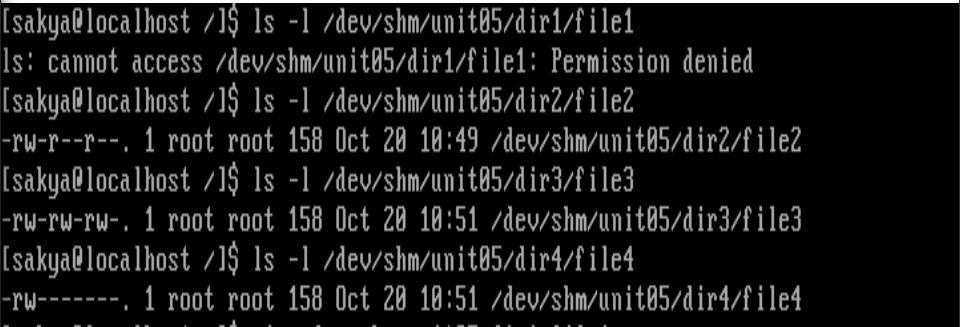 [sakya@localhost /]$ ls -l /dev/shm/unit05/dir1/file1
ls: cannot access /dev/shm/unit05/dir1/file1: Permission denied
[sakya@localhost /]$ ls -l /dev/shm/unit05/dir2/file2
-rw-r--r--. 1 root root 158 Oct 20 10:49 /dev/shm/unit05/dir2/file2
[sakya@localhost /]$ ls -l /dev/shm/unit05/dir3/file3
-rw-rw-rw-. 1 root root 158 Oct 20 10:51 /dev/shm/unit05/dir3/file3
[sakya@localhost /]$ ls -l /dev/shm/unit05/dir4/file4
-rw-------. 1 root root 158 Oct 20 10:51 /dev/shm/unit05/dir4/file4